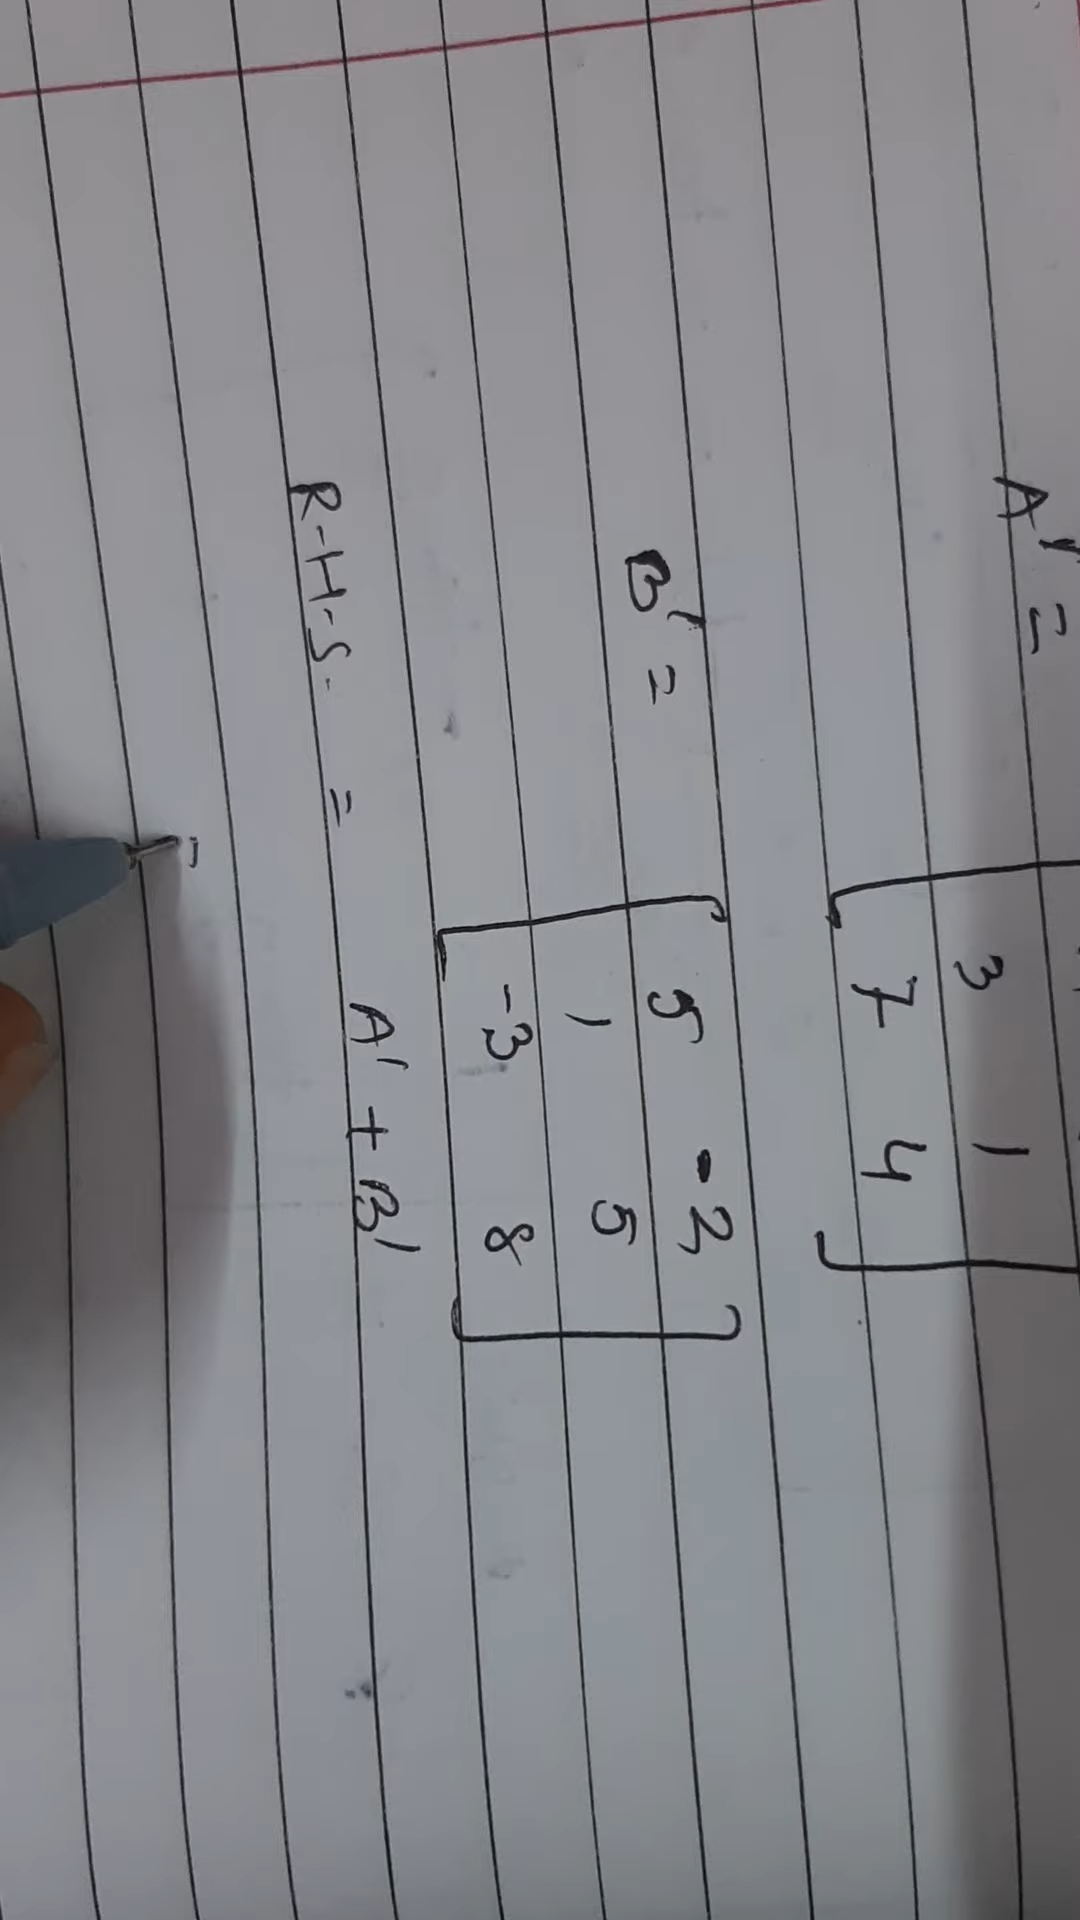 A' =
3 1
7 4
B' =
5 -2
1 5
-3 8
R-H-S. = A' + B'